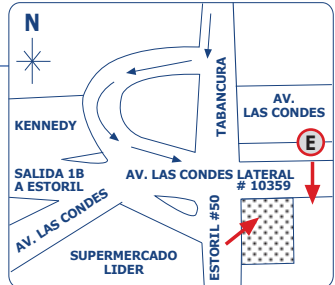 N
TABANCURA
AV.
LAS CONDES
KENNEDY
E
SALIDA 1B
A ESTORIL
AV. LAS CONDES LATERAL
# 10359
AV. LAS CONDES
ESTORIL #50
SUPERMERCADO
LIDER